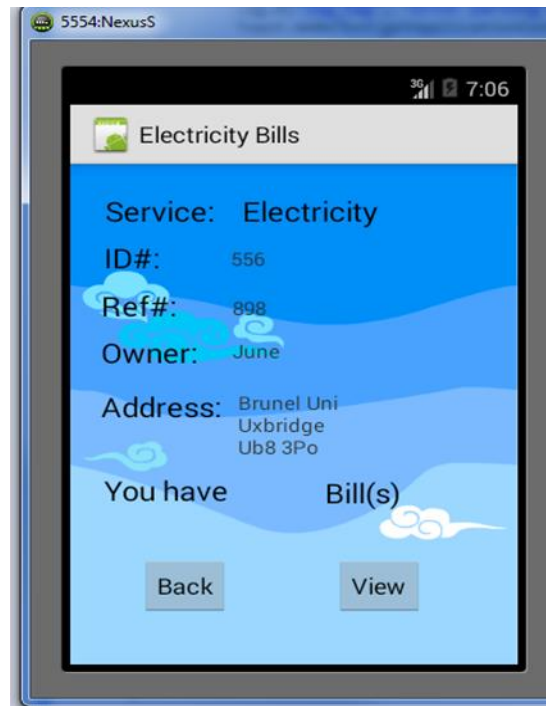 5554:NexusS
3G 7:06
Electricity Bills
Service: Electricity
ID#: 556
Ref#: 898
Owner: June
Address: Brunel Uni
Uxbridge
Ub8 3Po
You have Bill(s)
Back View